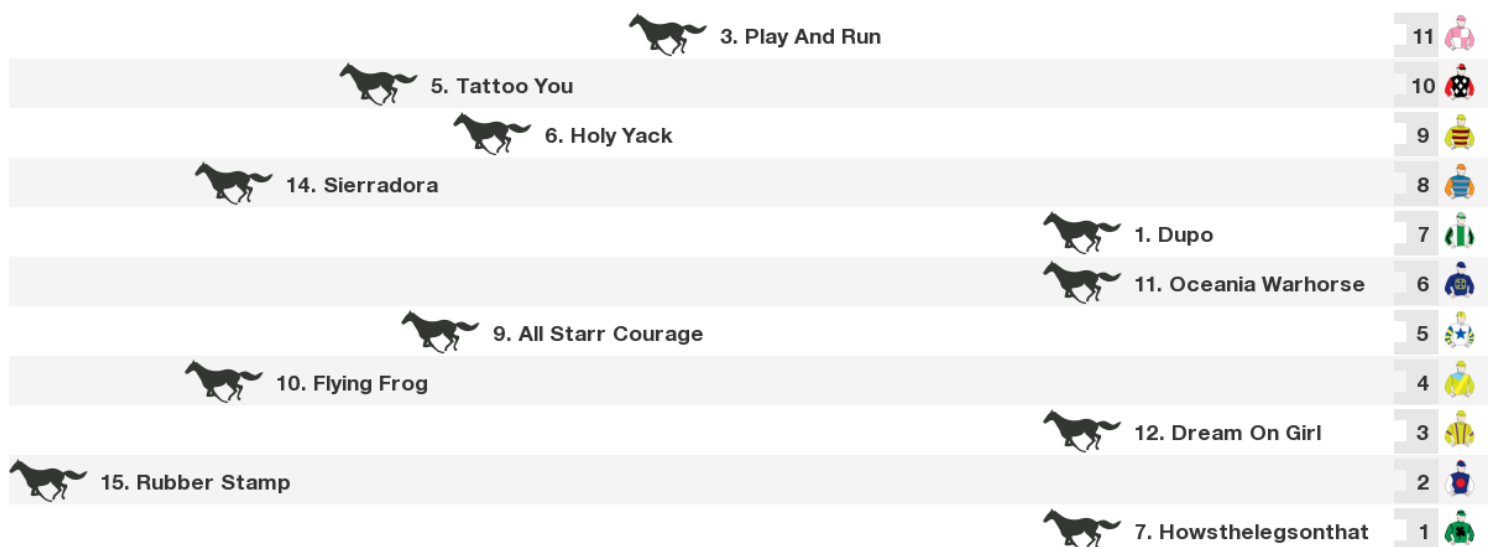 3. Play And Run 11
5. Tattoo You 10
6. Holy Yack 9
14. Sierradora 8
1. Dupo 7
11. Oceania Warhorse 6
9. All Starr Courage 5
10. Flying Frog 4
12. Dream On Girl 3
15. Rubber Stamp 2
7. Howsthelegsonthat 1